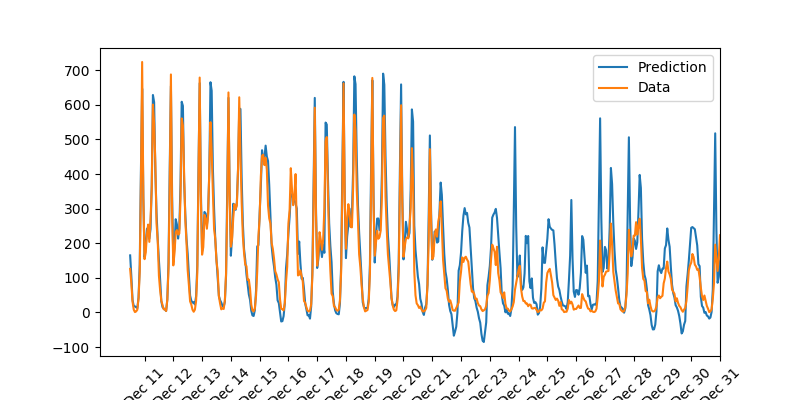 Prediction
Data
700
600
500
400
300
200
100
0
−100
Dec 11
Dec 12
Dec 13
Dec 14
Dec 15
Dec 16
Dec 17
Dec 18
Dec 19
Dec 20
Dec 21
Dec 22
Dec 23
Dec 24
Dec 25
Dec 26
Dec 27
Dec 28
Dec 29
Dec 30
Dec 31